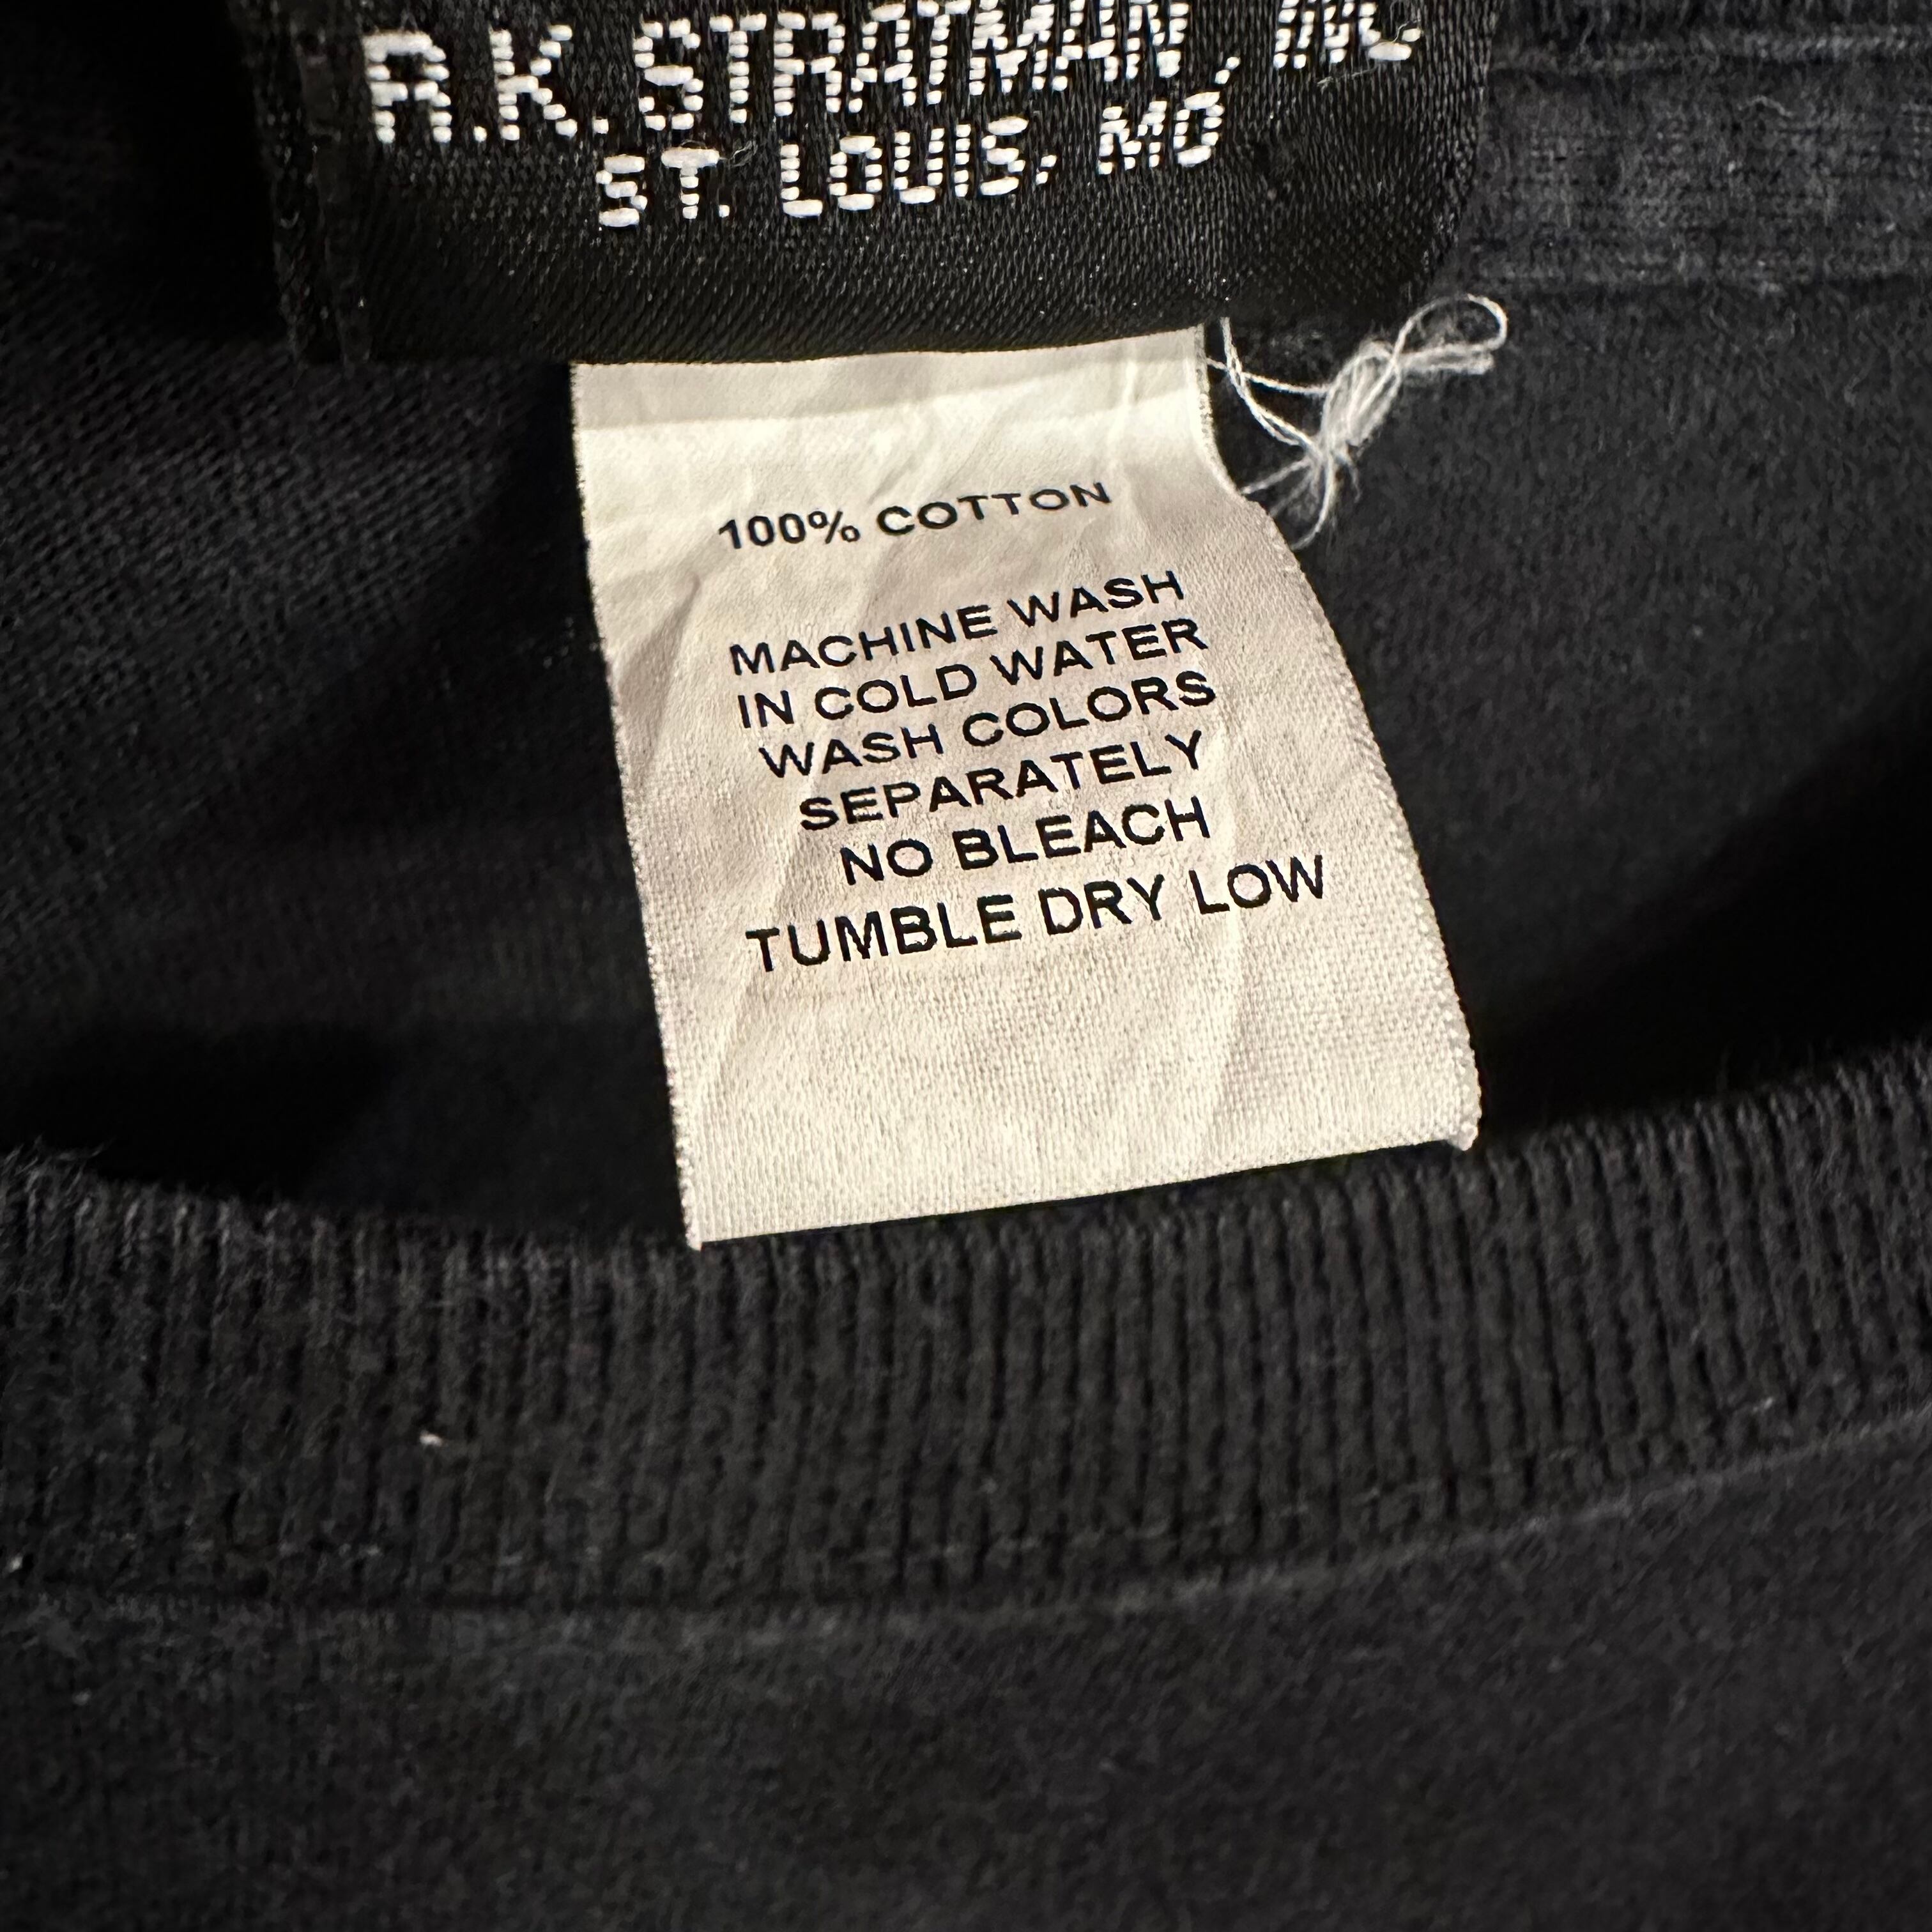 R.K. STRATMAN, INC
ST. LOUIS, MO
100% COTTON
MACHINE WASH
IN COLD WATER
WASH COLORS
SEPARATELY
NO BLEACH
TUMBLE DRY LOW